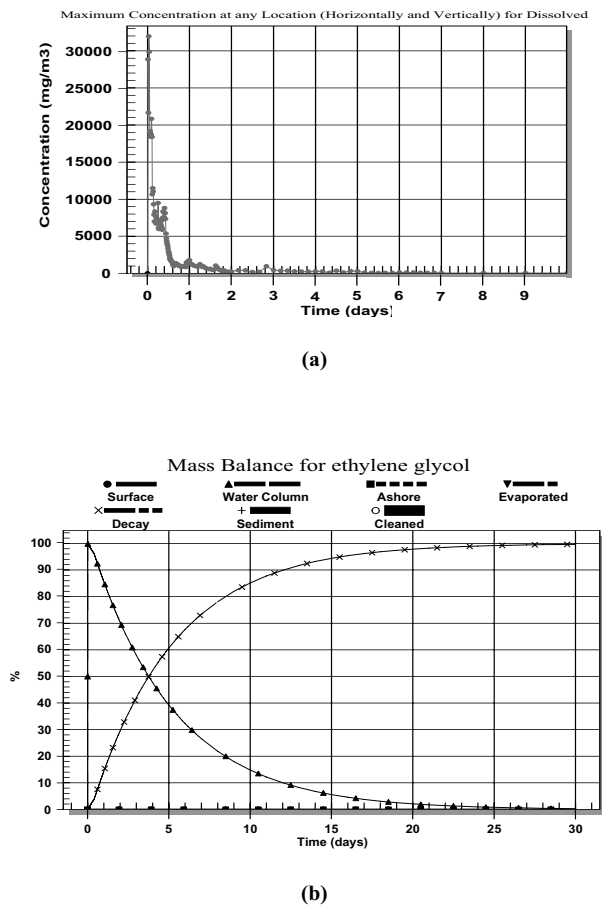 Maximum Concentration at any Location (Horizontally and Vertically) for Dissolved
Concentration (mg/m3)
30000
25000
20000
15000
10000
5000
0
0 1 2 3 4 5 6 7 8 9
Time (days)
(a)
Mass Balance for ethylene glycol
Surface Water Column Ashore Evaporated
Decay Sediment Cleaned
%
100
90
80
70
60
50
40
30
20
10
0
0 5 10 15 20 25 30
Time (days)
(b)